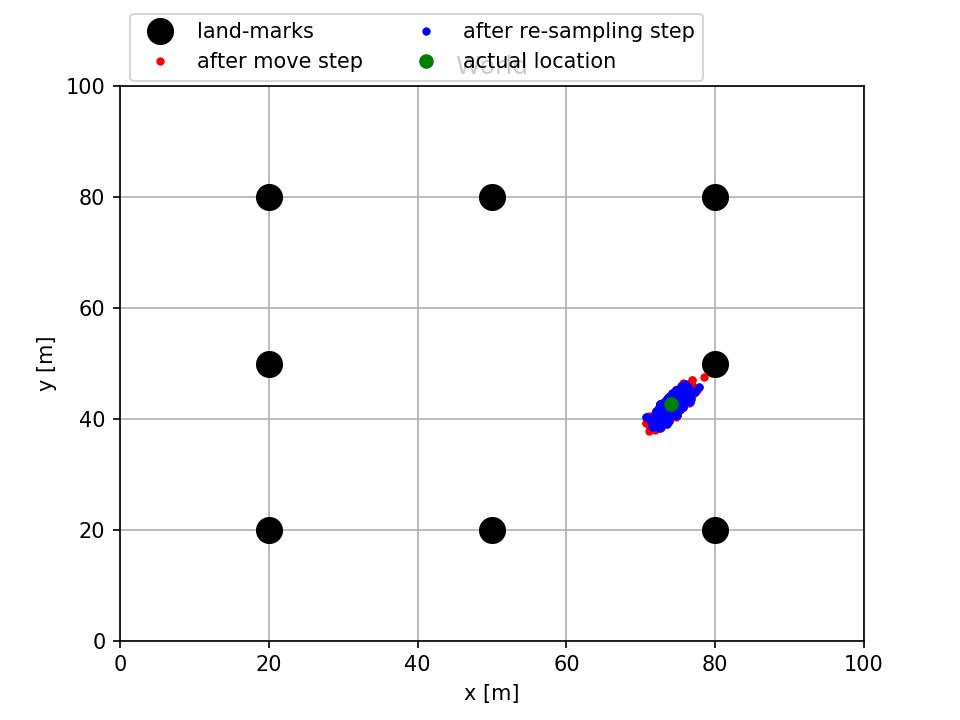 land-marks
after move step
after re-sampling step
actual location
World
100
80
60
40
20
0
y [m]
0 20 40 60 80 100
x [m]